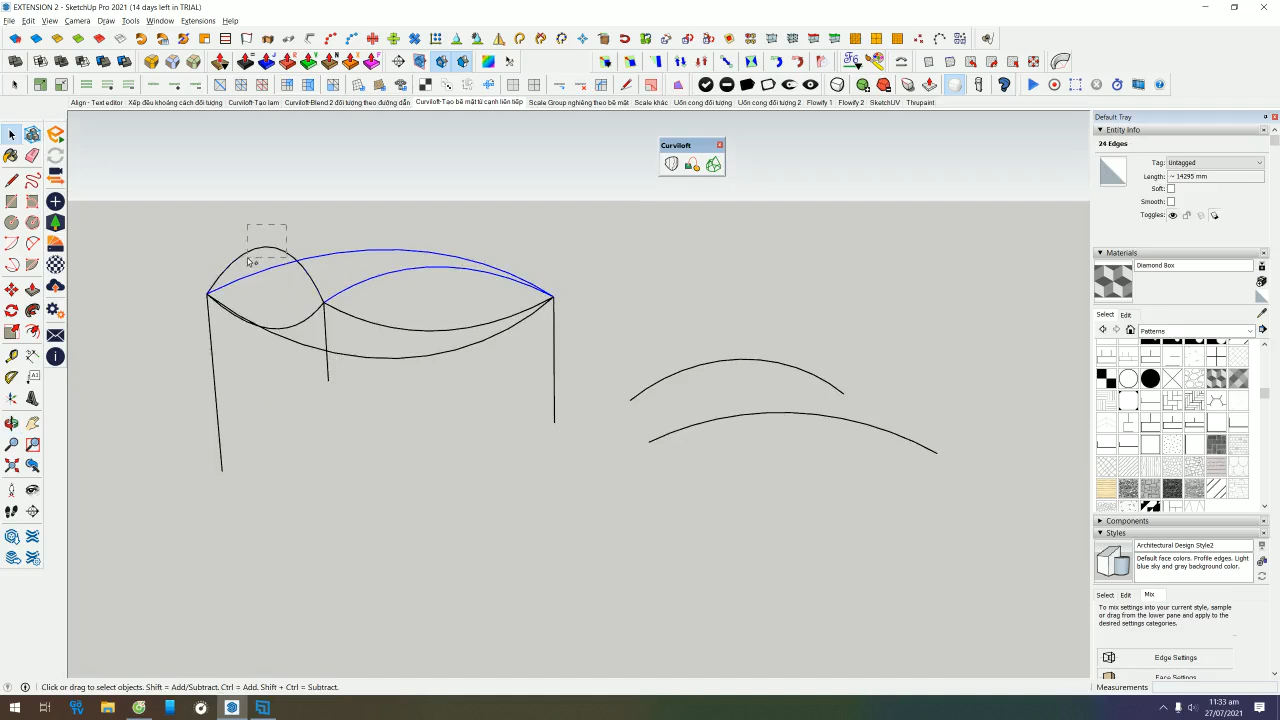 EXTENSION 2 - SketchUp Pro 2021 (14 days left in TRIAL)
File Edit View Camera Draw Tools Window Extensions Help
Align - Text editor Xếp đều khoảng cách đối tượng Curviloft-Tạo lam Curviloft-Blend 2 đối tượng theo đường dẫn Curviloft-Tạo bề mặt từ cạnh liên tiếp Scale Group nghiêng theo bề mặt Scale khác Uốn cong đối tượng Uốn cong đối tượng 2 Flowify 1 Flowify 2 SketchUV Thrupaint
Curviloft
Default Tray
Entity Info
24 Edges
Tag: Untagged
Length: ~ 14295 mm
Soft:
Smooth:
Toggles:
Materials
Diamond Box
Select Edit
Patterns
Components
Styles
Architectural Design Style2
Default face colors. Profile edges. Light
blue sky and gray background color.
Select Edit Mix
To mix settings into your current style, sample
or drag from the lower pane and apply to the
desired settings categories.
Edge Settings
Face Settings
Click or drag to select objects. Shift = Add/Subtract. Ctrl = Add. Shift + Ctrl = Subtract.
Measurements
11:33 am
27/07/2021